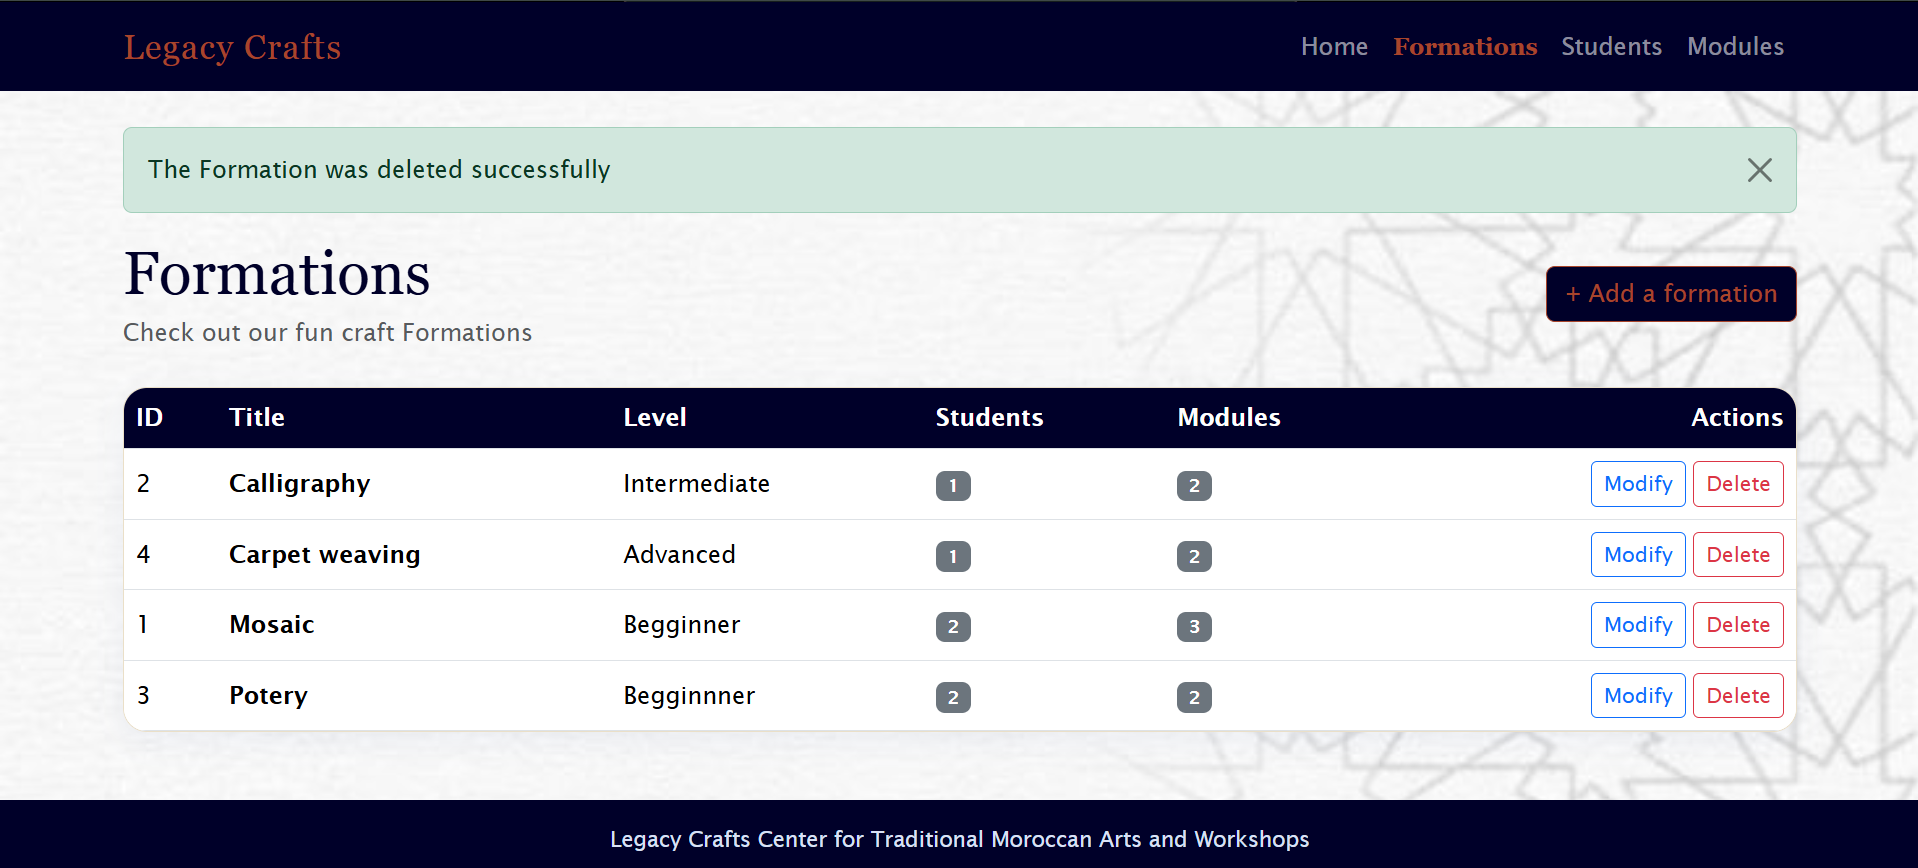 Legacy Crafts Home Formations Students Modules
The Formation was deleted successfully
Formations
+ Add a formation
Check out our fun craft Formations
ID Title Level Students Modules Actions
2 Calligraphy Intermediate 1 2 Modify Delete
4 Carpet weaving Advanced 1 2 Modify Delete
1 Mosaic Begginner 2 3 Modify Delete
3 Potery Begginnner 2 2 Modify Delete
Legacy Crafts Center for Traditional Moroccan Arts and Workshops